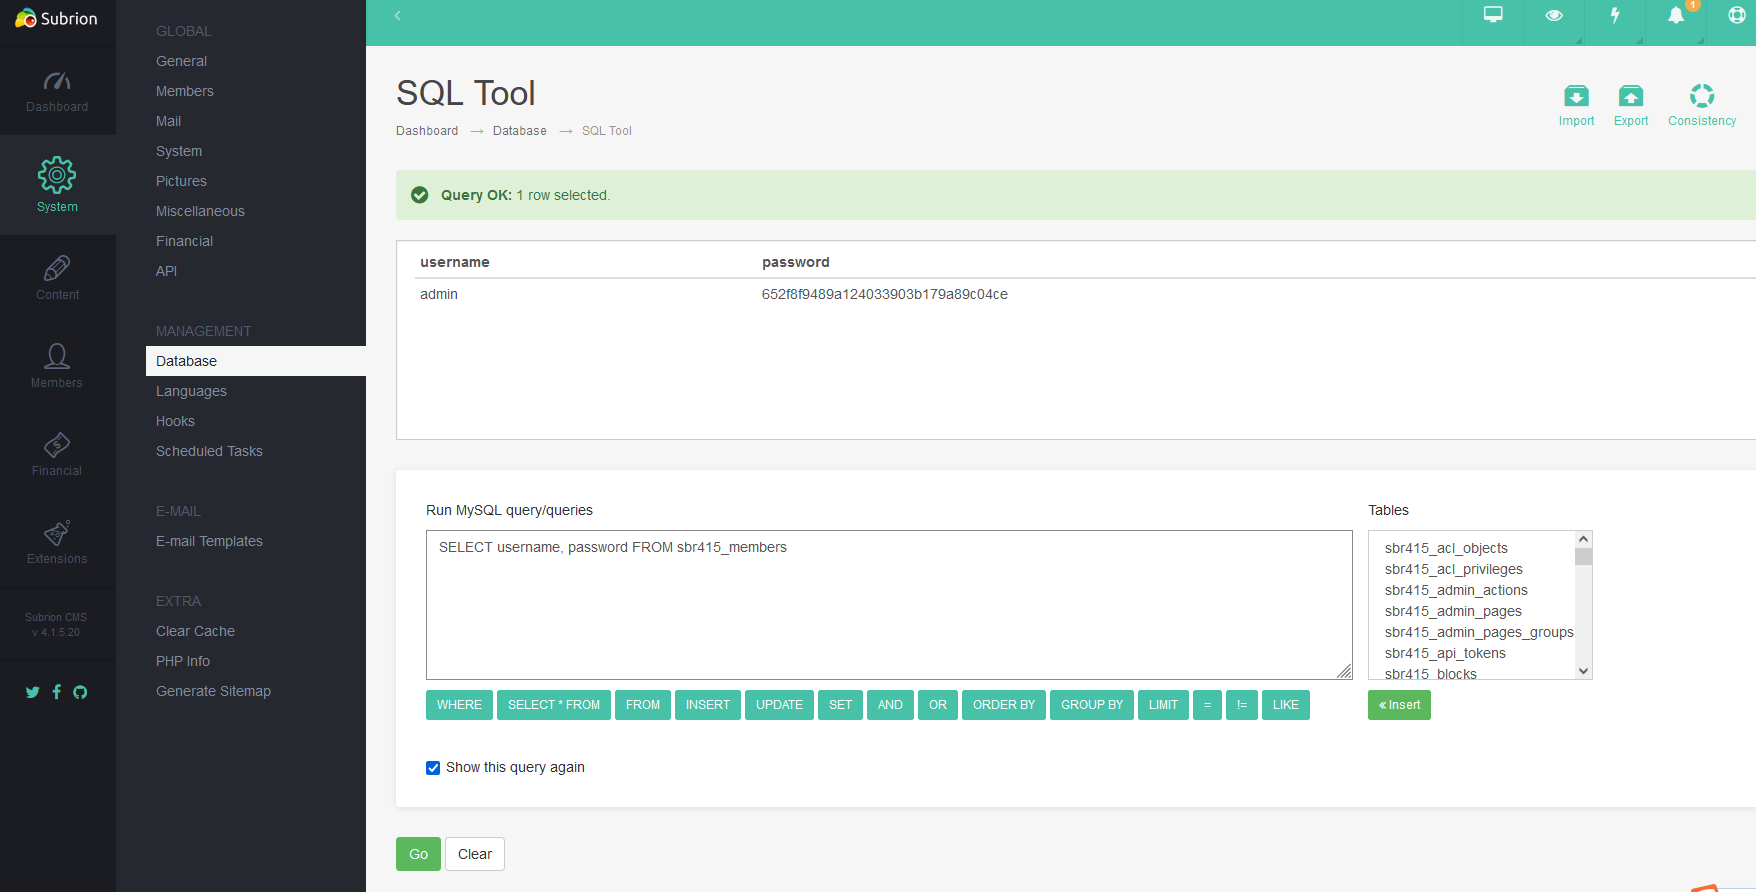 Subrion
Dashboard
System
Content
Members
Financial
Extensions
Subrion CMS
v 4.1.5.20
GLOBAL
General
Members
Mail
System
Pictures
Miscellaneous
Financial
API
MANAGEMENT
Database
Languages
Hooks
Scheduled Tasks
E-MAIL
E-mail Templates
EXTRA
Clear Cache
PHP Info
Generate Sitemap
1
SQL Tool
Dashboard → Database → SQL Tool
Import Export Consistency
Query OK: 1 row selected.
username password
admin 652f8f9489a124033903b179a89c04ce
Run MySQL query/queries
SELECT username, password FROM sbr415_members
WHERE SELECT * FROM FROM INSERT UPDATE SET AND OR ORDER BY GROUP BY LIMIT = != LIKE
Show this query again
Tables
sbr415_acl_objects
sbr415_acl_privileges
sbr415_admin_actions
sbr415_admin_pages
sbr415_admin_pages_groups
sbr415_api_tokens
sbr415_blocks
« Insert
Go Clear